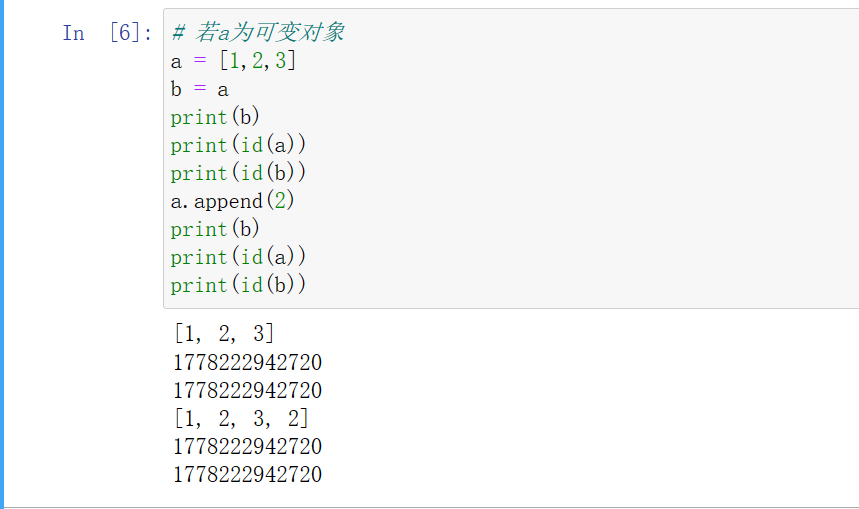 In [6]:
# 若a为可变对象
a = [1,2,3]
b = a
print(b)
print(id(a))
print(id(b))
a.append(2)
print(b)
print(id(a))
print(id(b))
[1, 2, 3]
1778222942720
1778222942720
[1, 2, 3, 2]
1778222942720
1778222942720